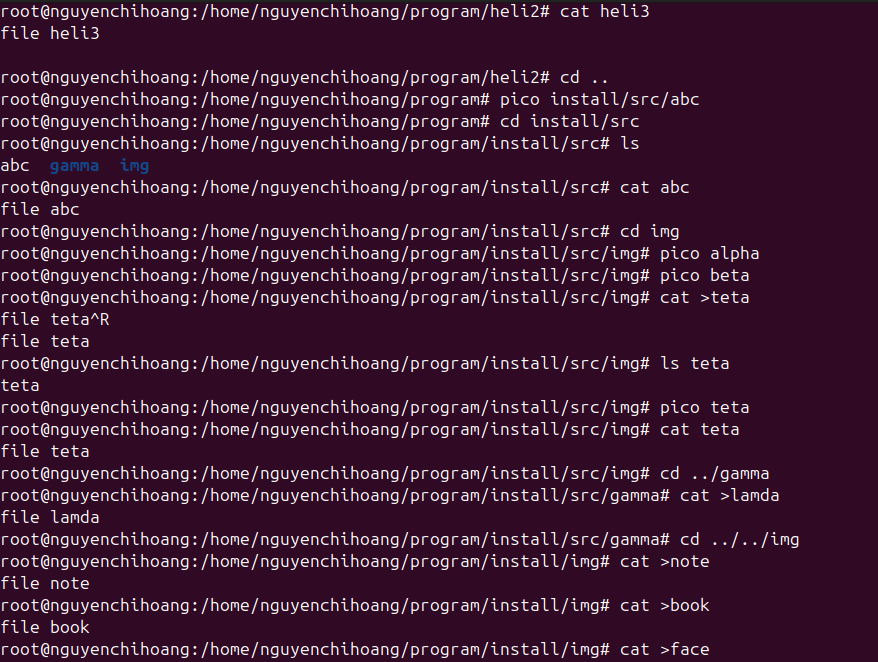 root@nguyenchihoang:/home/nguyenchihoang/program/heli2# cat heli3
file heli3
root@nguyenchihoang:/home/nguyenchihoang/program/heli2# cd ..
root@nguyenchihoang:/home/nguyenchihoang/program# pico install/src/abc
root@nguyenchihoang:/home/nguyenchihoang/program# cd install/src
root@nguyenchihoang:/home/nguyenchihoang/program/install/src# ls
abc  gamma  img
root@nguyenchihoang:/home/nguyenchihoang/program/install/src# cat abc
file abc
root@nguyenchihoang:/home/nguyenchihoang/program/install/src# cd img
root@nguyenchihoang:/home/nguyenchihoang/program/install/src/img# pico alpha
root@nguyenchihoang:/home/nguyenchihoang/program/install/src/img# pico beta
root@nguyenchihoang:/home/nguyenchihoang/program/install/src/img# cat >teta
file teta^R
file teta
root@nguyenchihoang:/home/nguyenchihoang/program/install/src/img# ls teta
teta
root@nguyenchihoang:/home/nguyenchihoang/program/install/src/img# pico teta
root@nguyenchihoang:/home/nguyenchihoang/program/install/src/img# cat teta
file teta
root@nguyenchihoang:/home/nguyenchihoang/program/install/src/img# cd ../gamma
root@nguyenchihoang:/home/nguyenchihoang/program/install/src/gamma# cat >lamda
file lamda
root@nguyenchihoang:/home/nguyenchihoang/program/install/src/gamma# cd ../../img
root@nguyenchihoang:/home/nguyenchihoang/program/install/img# cat >note
file note
root@nguyenchihoang:/home/nguyenchihoang/program/install/img# cat >book
file book
root@nguyenchihoang:/home/nguyenchihoang/program/install/img# cat >face